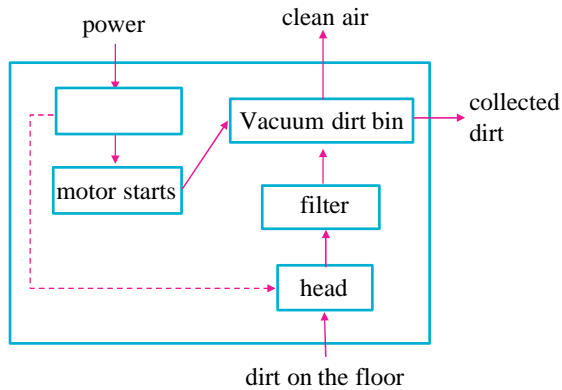 power
clean air
Vacuum dirt bin
collected
dirt
motor starts
filter
head
dirt on the floor